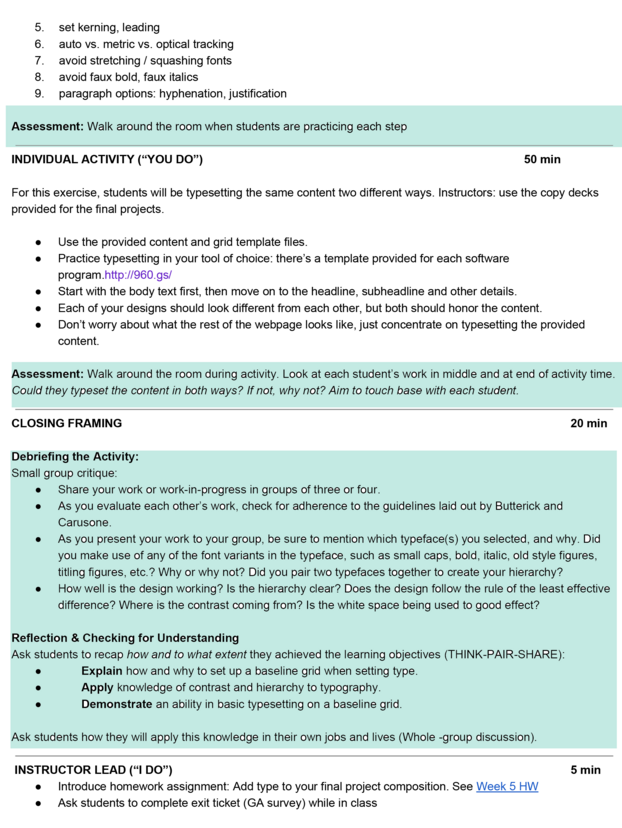 5. set kerning, leading
6. auto vs. metric vs. optical tracking
7. avoid stretching / squashing fonts
8. avoid faux bold, faux italics
9. paragraph options: hyphenation, justification
Assessment: Walk around the room when students are practicing each step
INDIVIDUAL ACTIVITY (“YOU DO”) 50 min
For this exercise, students will be typesetting the same content two different ways. Instructors: use the copy decks
provided for the final projects.
● Use the provided content and grid template files.
● Practice typesetting in your tool of choice: there’s a template provided for each software
program.http://960.gs/
● Start with the body text first, then move on to the headline, subheadline and other details.
● Each of your designs should look different from each other, but both should honor the content.
● Don’t worry about what the rest of the webpage looks like, just concentrate on typesetting the provided
content.
Assessment: Walk around the room during activity. Look at each student’s work in middle and at end of activity time.
Could they typeset the content in both ways? If not, why not? Aim to touch base with each student.
CLOSING FRAMING 20 min
Debriefing the Activity:
Small group critique:
● Share your work or work-in-progress in groups of three or four.
● As you evaluate each other’s work, check for adherence to the guidelines laid out by Butterick and
Carusone.
● As you present your work to your group, be sure to mention which typeface(s) you selected, and why. Did
you make use of any of the font variants in the typeface, such as small caps, bold, italic, old style figures,
titling figures, etc.? Why or why not? Did you pair two typefaces together to create your hierarchy?
● How well is the design working? Is the hierarchy clear? Does the design follow the rule of the least effective
difference? Where is the contrast coming from? Is the white space being used to good effect?
Reflection & Checking for Understanding
Ask students to recap how and to what extent they achieved the learning objectives (THINK-PAIR-SHARE):
● Explain how and why to set up a baseline grid when setting type.
● Apply knowledge of contrast and hierarchy to typography.
● Demonstrate an ability in basic typesetting on a baseline grid.
Ask students how they will apply this knowledge in their own jobs and lives (Whole -group discussion).
INSTRUCTOR LEAD (“I DO”) 5 min
● Introduce homework assignment: Add type to your final project composition. See Week 5 HW
● Ask students to complete exit ticket (GA survey) while in class